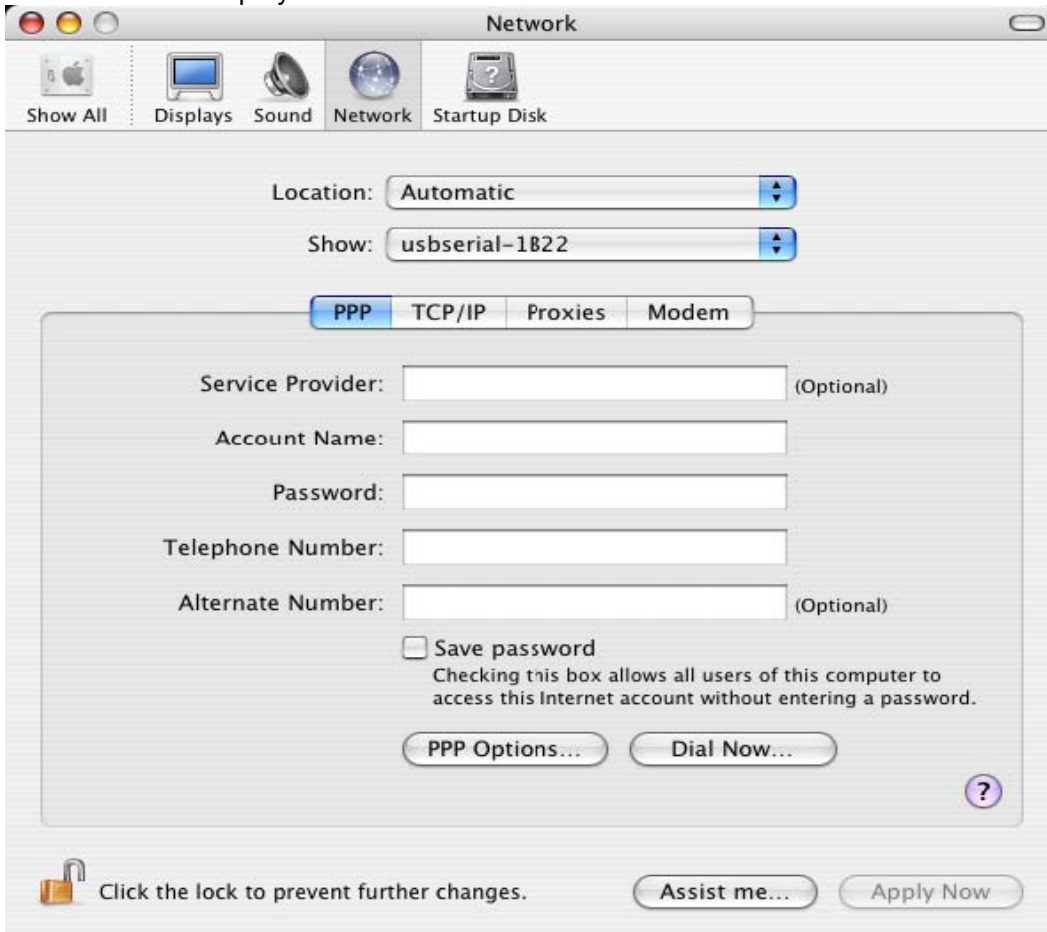 Network
Show All
Displays
Sound
Network
Startup Disk
Location: Automatic
Show: usbserial-1B22
PPP TCP/IP Proxies Modem
Service Provider: (Optional)
Account Name:
Password:
Telephone Number:
Alternate Number: (Optional)
Save password
Checking this box allows all users of this computer to
access this Internet account without entering a password.
PPP Options... Dial Now...
?
Click the lock to prevent further changes. Assist me... Apply Now